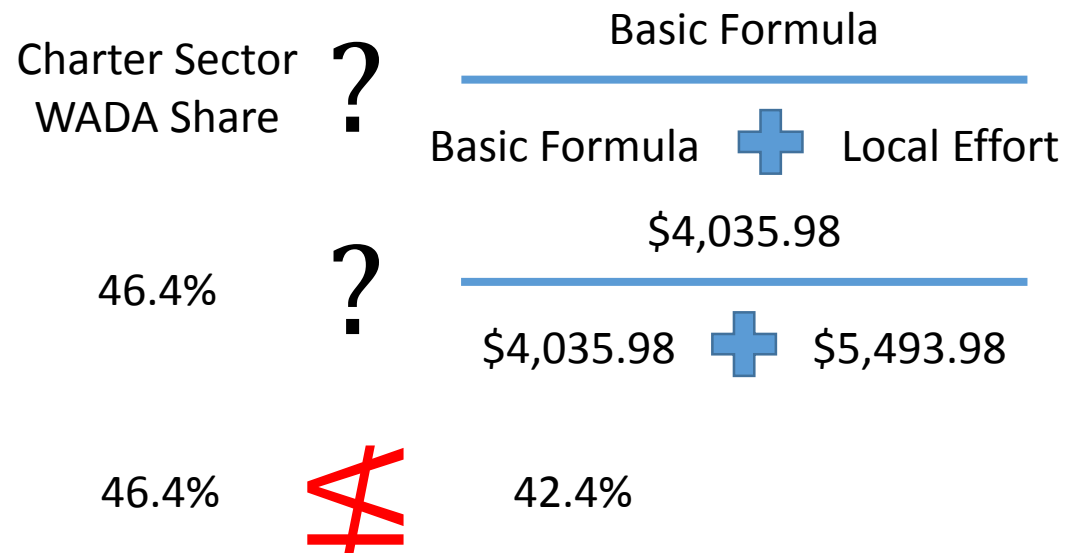 Charter Sector
WADA Share
?
Basic Formula
Basic Formula + Local Effort
46.4%
?
$4,035.98
$4,035.98 + $5,493.98
46.4% ≰ 42.4%